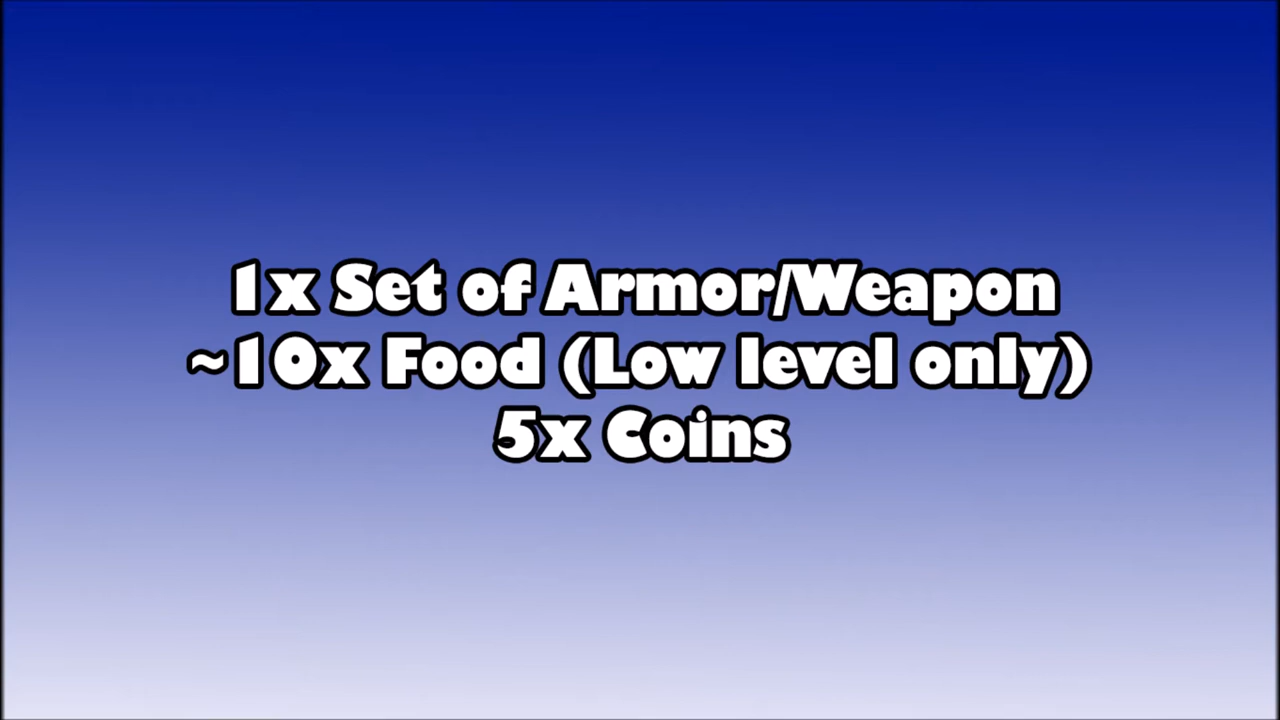 1x Set of Armor/Weapon
~10x Food (Low level only)
5x Coins